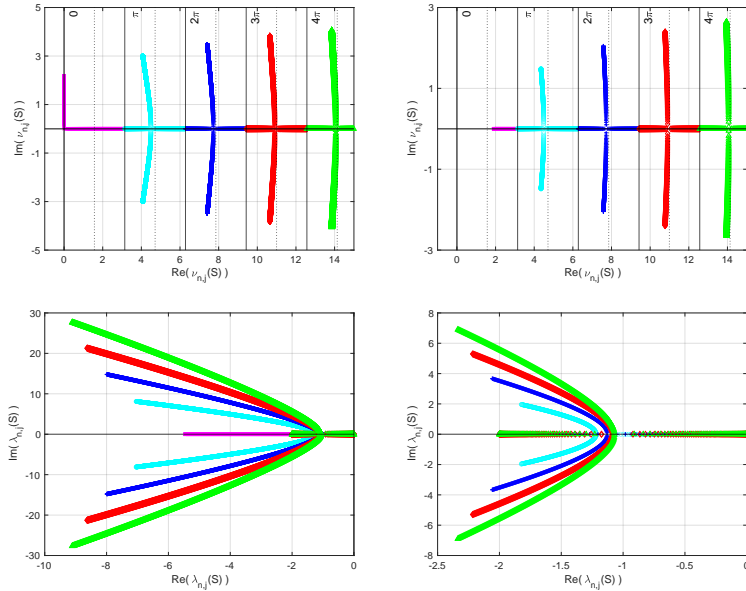 0 π 2π 3π 4π
5
3
1
-1
-3
-5
0 2 4 6 8 10 12 14
Im( ν_{n,j}(S) )
Re( ν_{n,j}(S) )
0 π 2π 3π 4π
3
1
-1
-3
0 2 4 6 8 10 12 14
Im( ν_{n,j}(S) )
Re( ν_{n,j}(S) )
30
20
10
0
-10
-20
-30
-10 -8 -6 -4 -2 0
Im( λ_{n,j}(S) )
Re( λ_{n,j}(S) )
8
6
4
2
0
-2
-4
-6
-8
-2.5 -2 -1.5 -1 -0.5 0
Im( λ_{n,j}(S) )
Re( λ_{n,j}(S) )